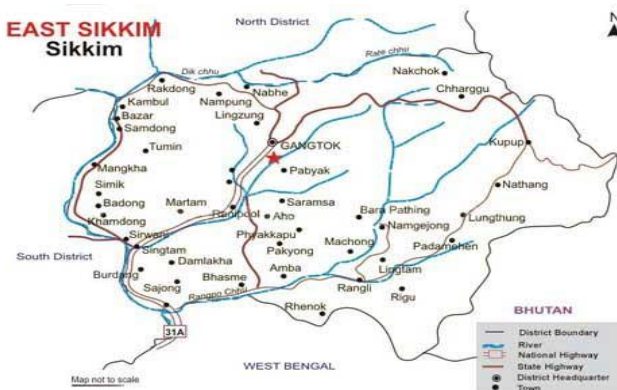 EAST SIKKIM
Sikkim
North District
N
Dik chhu
Rate chhu
Rakdong
Nabhe
Nakchok
Kambul
Nampung
Chharggu
Bazar
Lingzung
Samdong
GANGTOK
Kupup
Tumin
Mangkha
Pabyak
Simik
Nathang
Badong
Martam
Ranipool
Saramsa
Khamdong
Aho
Bara Pathing
Lungthung
Sirwani
Phyakkapu
Namgejong
Singtam
Pakyong
Machong
Padamchen
South District
Damlakha
Burdang
Bhasme
Amba
Lingtam
Sajong
Rangli
Rigu
Rangpo Chhu
Rhenok
31A
BHUTAN
WEST BENGAL
Map not to scale
District Boundary
River
National Highway
State Highway
District Headquarter
Town